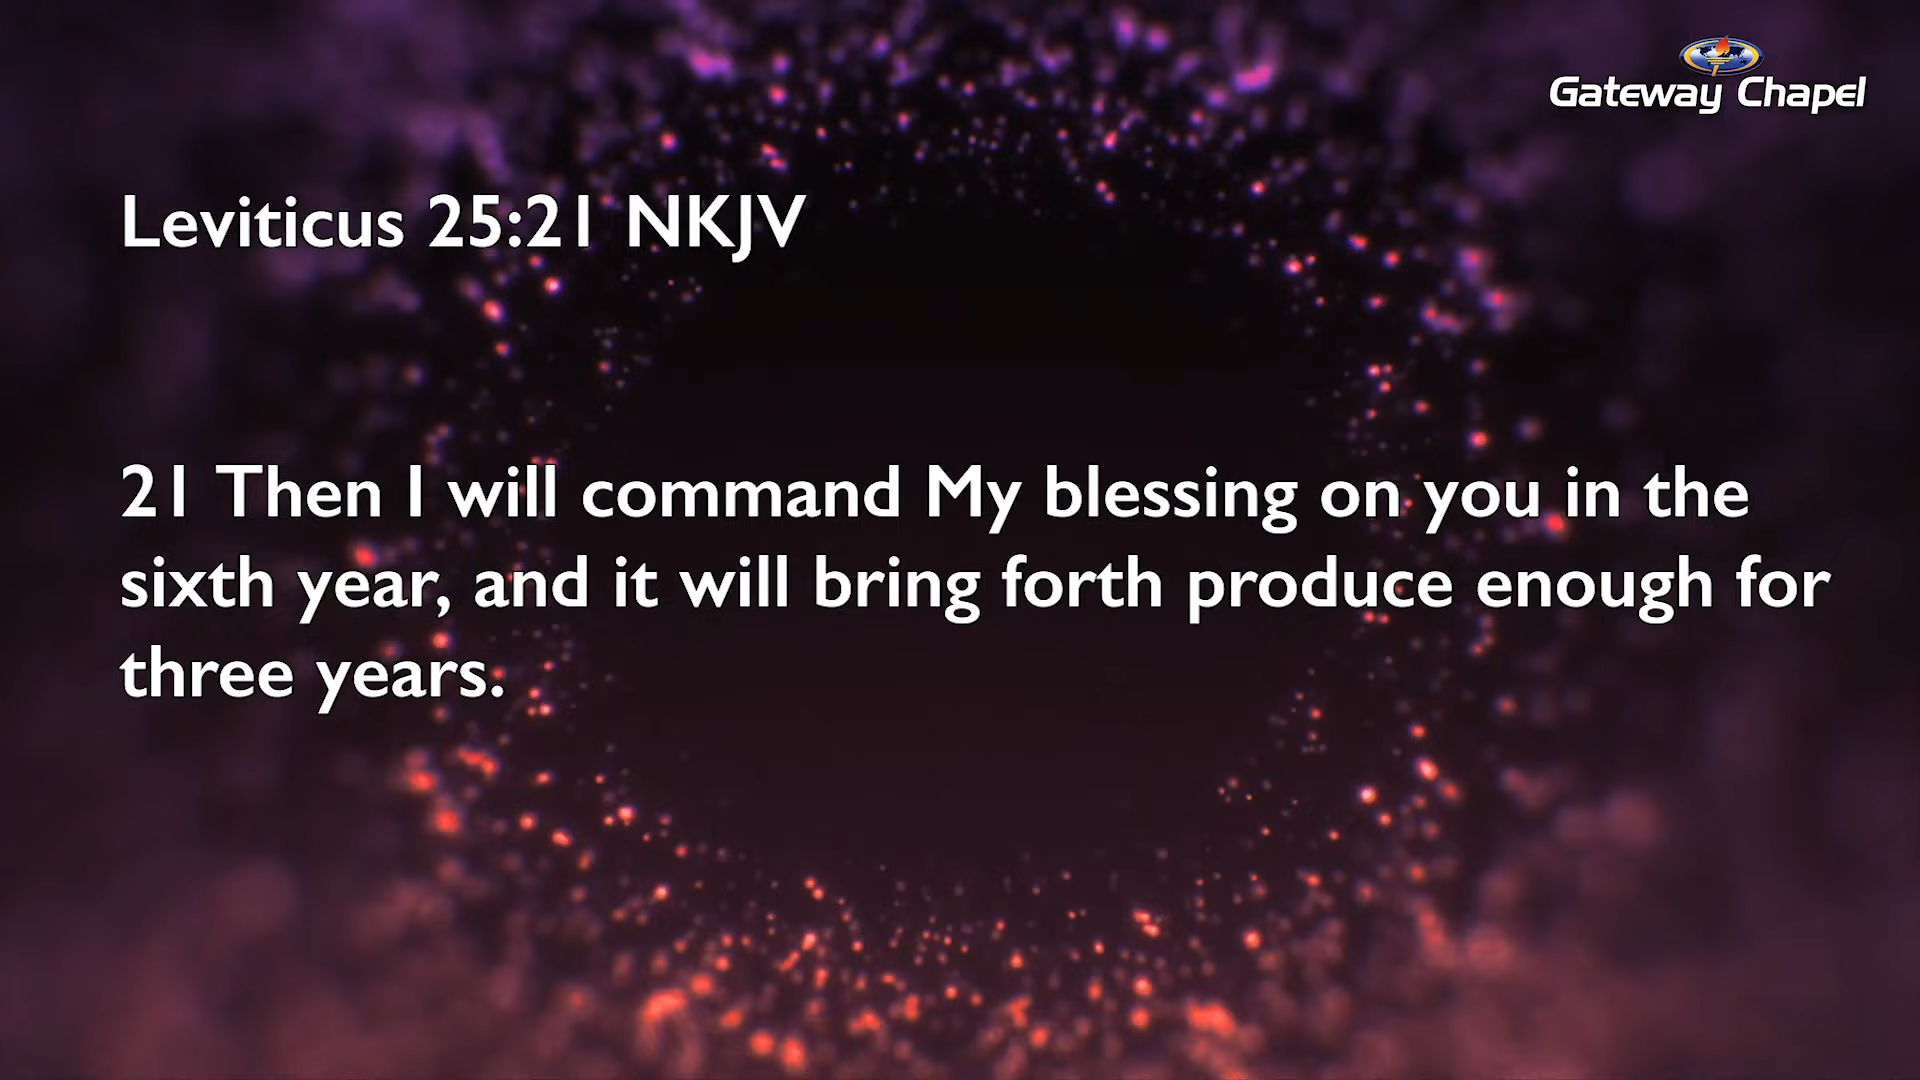 Gateway Chapel
Leviticus 25:21 NKJV
21 Then I will command My blessing on you in the
sixth year, and it will bring forth produce enough for
three years.